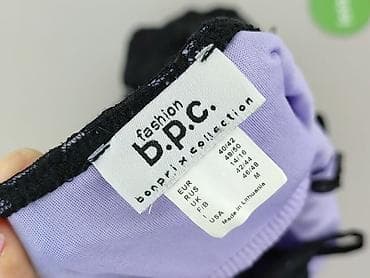 fashion
b.p.c.
bonprix collection
EUR 40/42
RUS 48/50
UK 14/16
F/B 42/44
I 46/48
USA M
Made in Lithuania